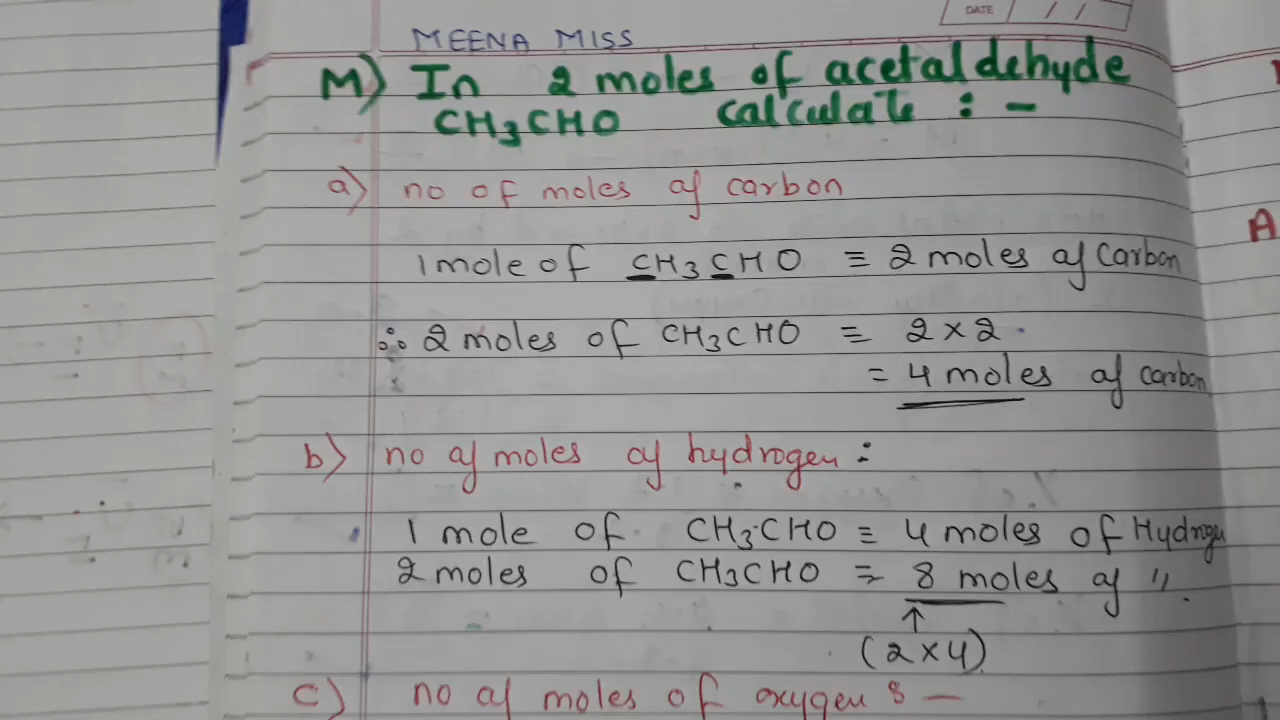 DATE / /
MEENA MISS
M) In 2 moles of acetaldehyde
CH3CHO calculate : -
a) no of moles of carbon
1 mole of CH3CHO ≡ 2 moles of Carbon
∴ 2 moles of CH3CHO ≡ 2 × 2
= 4 moles of carbon
A
b) no of moles of hydrogen :
1 mole of CH3CHO ≡ 4 moles of Hydrogen
2 moles of CH3CHO = 8 moles of "
↑
(2×4)
c) no of moles of oxygen : —